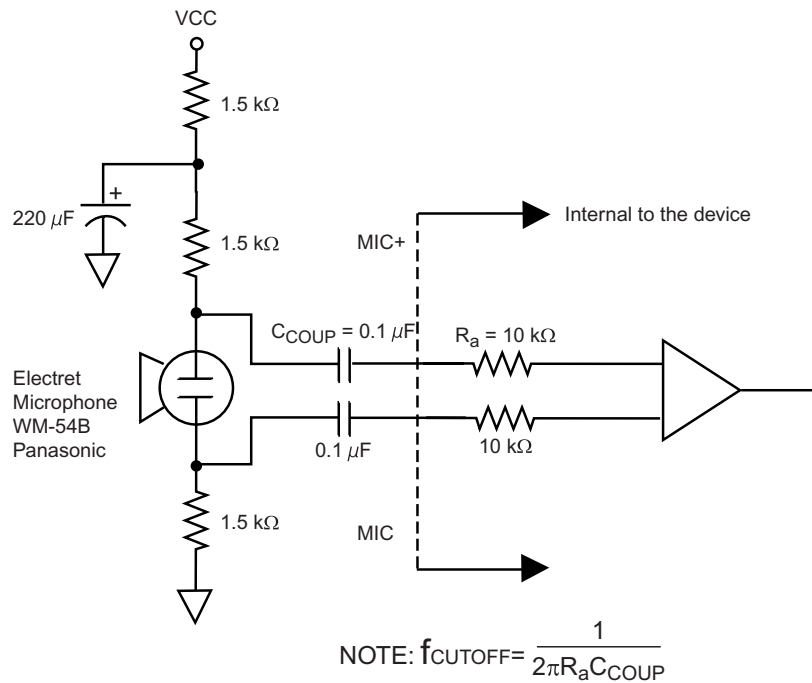 VCC
1.5 kΩ
+
220 μF
1.5 kΩ
MIC+
Internal to the device
C_COUP = 0.1 μF
R_a = 10 kΩ
Electret
Microphone
WM-54B
Panasonic
0.1 μF
10 kΩ
1.5 kΩ
MIC
NOTE: f_CUTOFF = 1 / 2πR_aC_COUP